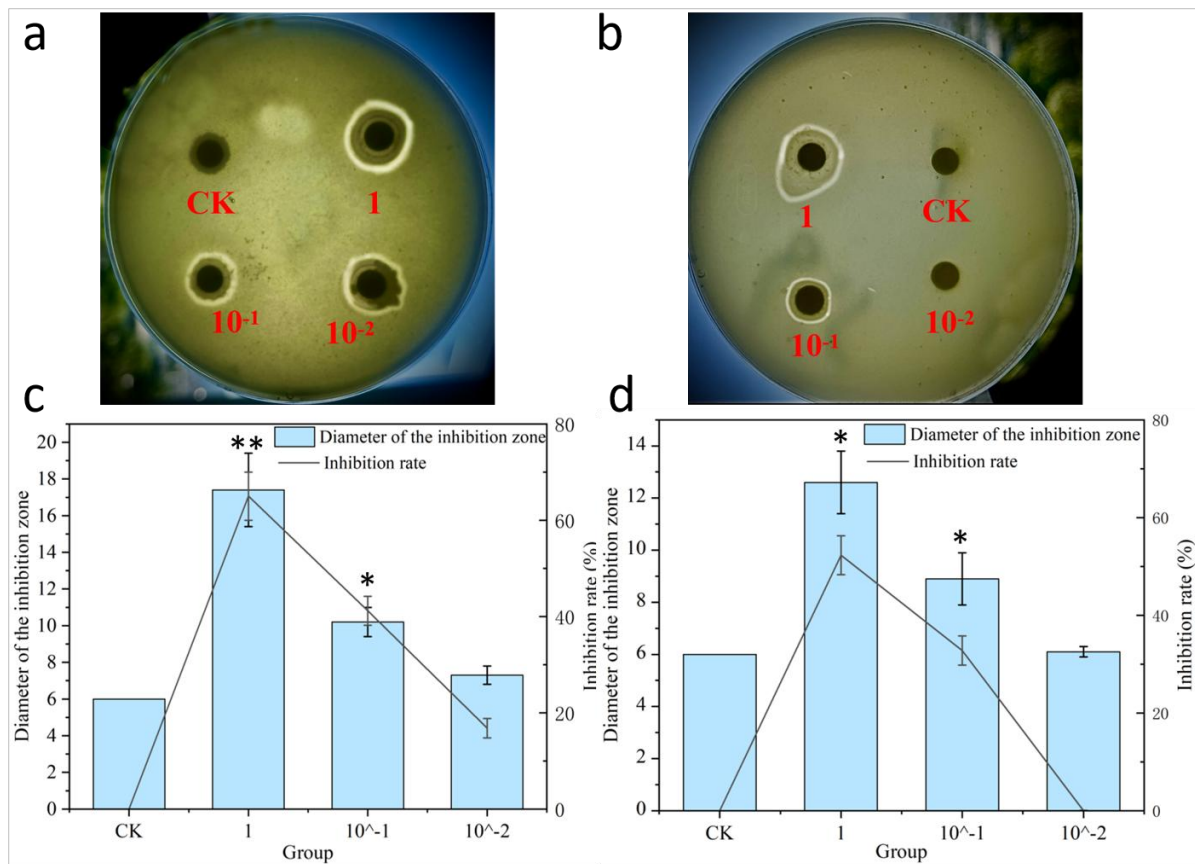 a
CK
1
10⁻¹
10⁻²
b
1
CK
10⁻¹
10⁻²
c
Diameter of the inhibition zone
0
2
4
6
8
10
12
14
16
18
20
**
*
Diameter of the inhibition zone
Inhibition rate
CK
1
10^-1
10^-2
Group
0
20
40
60
80
Inhibition rate (%)
d
Diameter of the inhibition zone
0
2
4
6
8
10
12
14
*
*
Diameter of the inhibition zone
Inhibition rate
CK
1
10^-1
10^-2
Group
0
20
40
60
80
Inhibition rate (%)